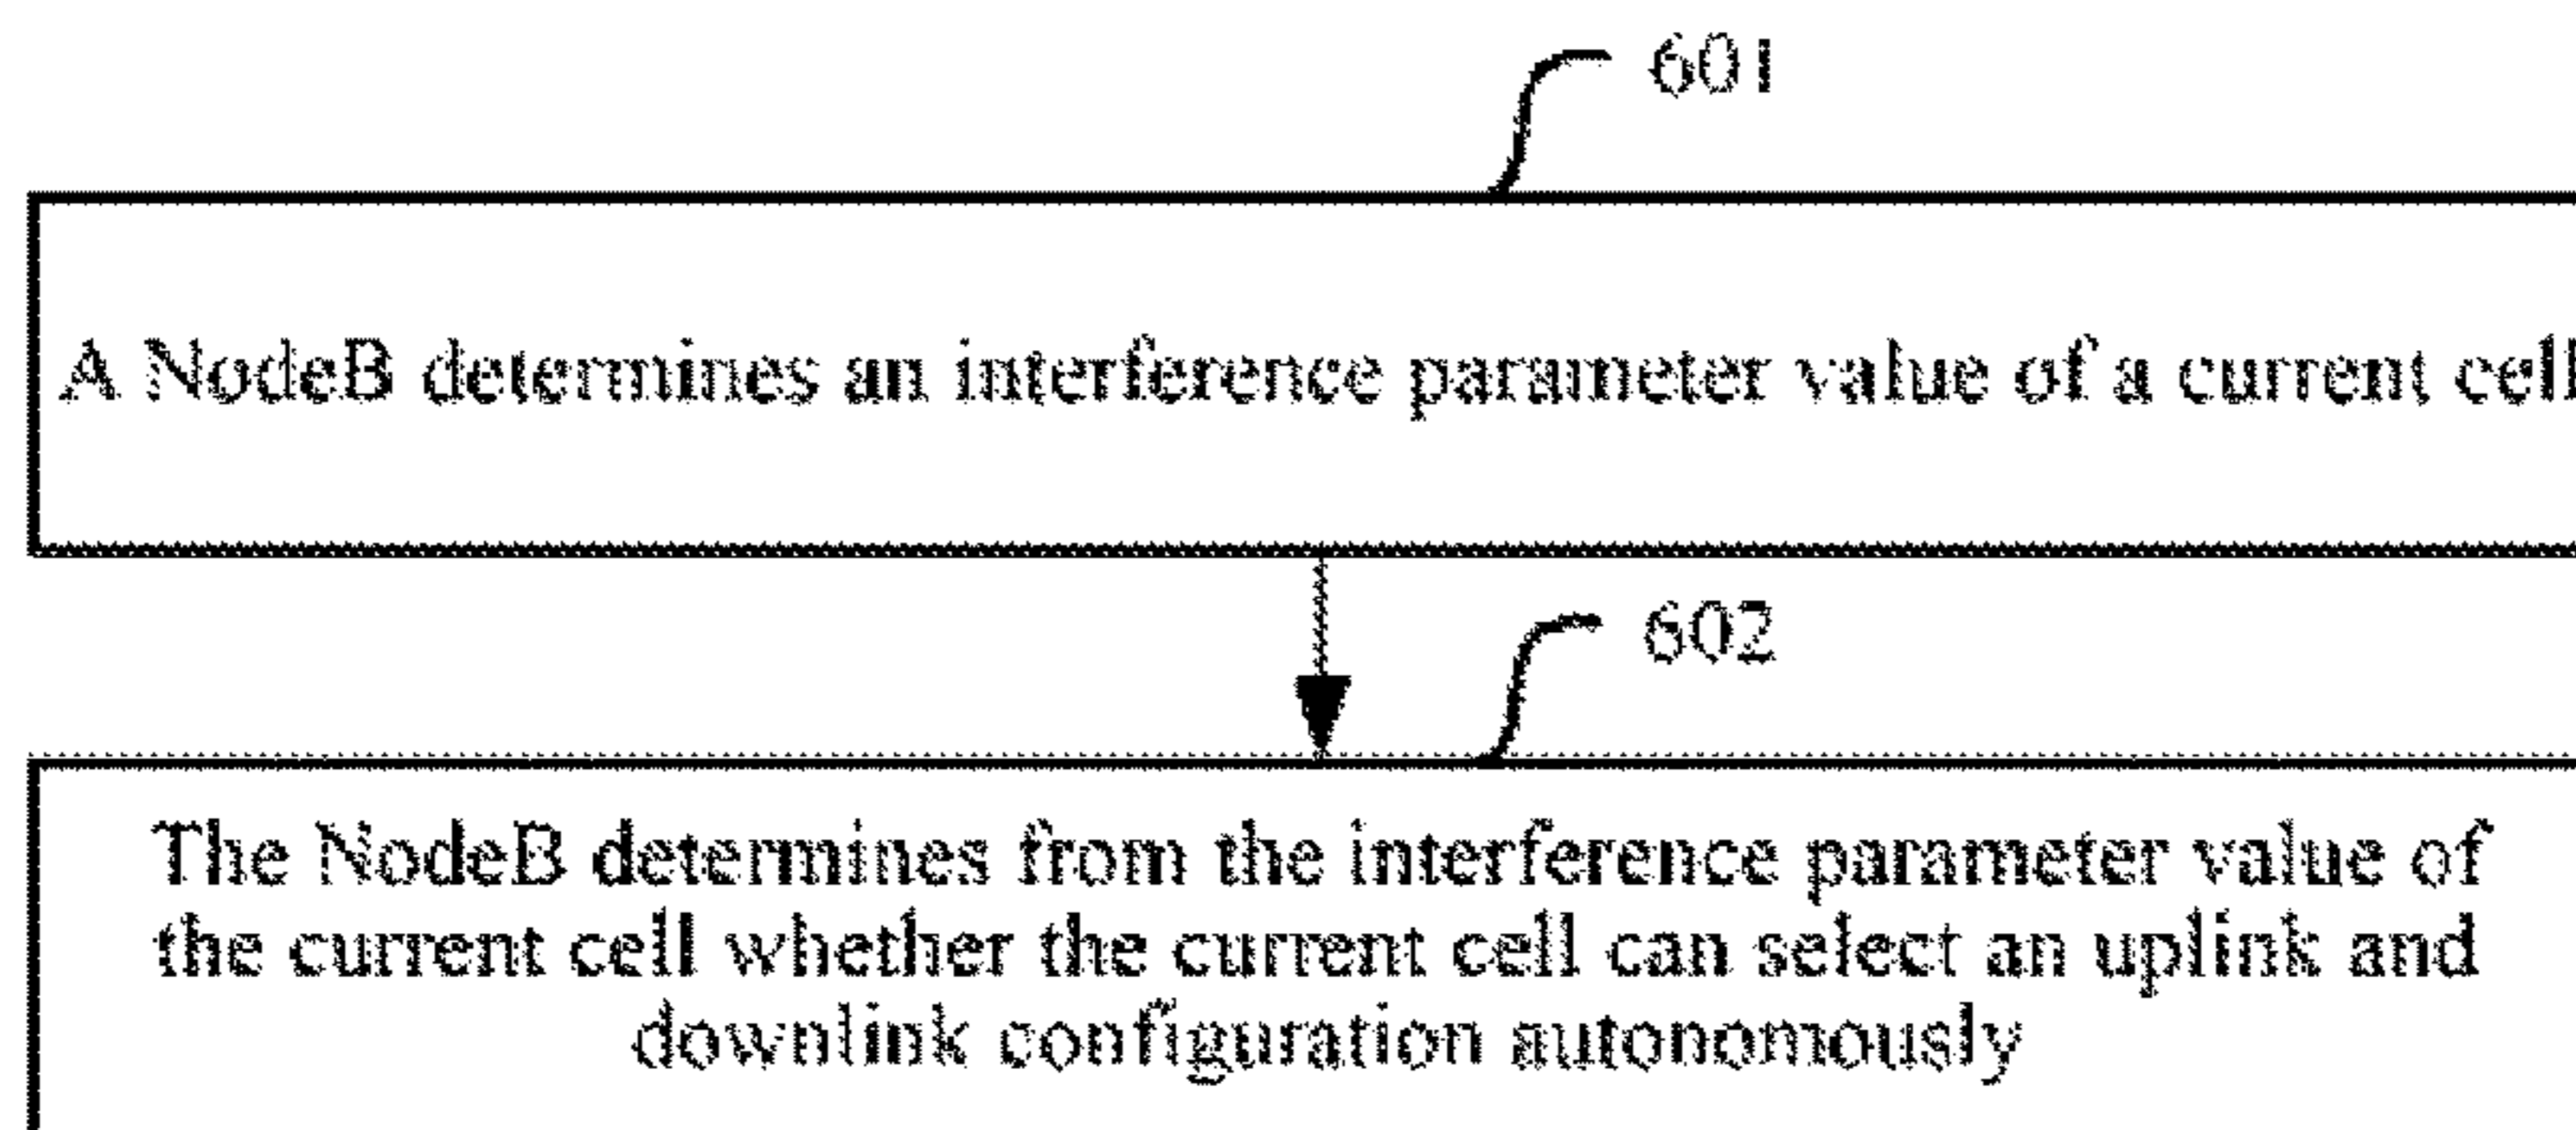 601
A NodeB determines an interference parameter value of a current cell
602
The NodeB determines from the interference parameter value of
the current cell whether the current cell can select an uplink and
downlink configuration autonomously